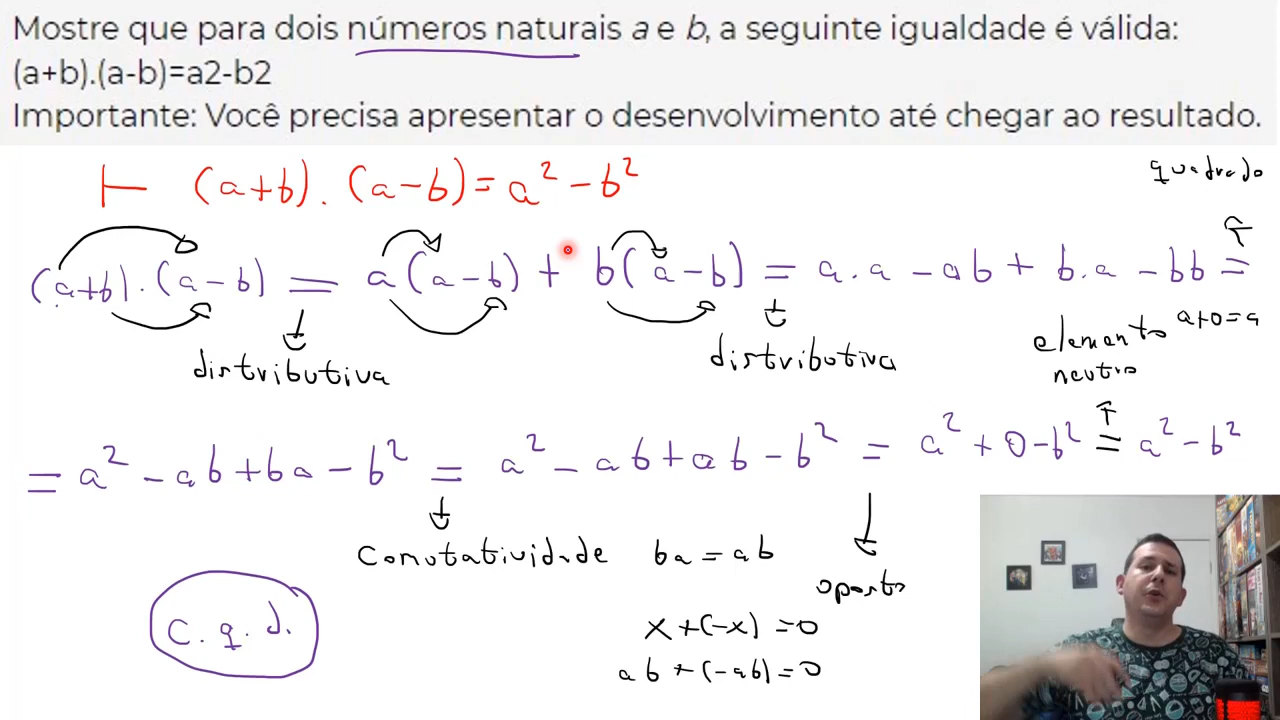 Mostre que para dois números naturais a e b, a seguinte igualdade é válida:
(a+b).(a-b)=a2-b2
Importante: Você precisa apresentar o desenvolvimento até chegar ao resultado.
⊢ (a+b).(a-b)=a²-b²
quadrado
(a+b).(a-b) = a(a-b) + b(a-b) = a.a - ab + b.a - bb =
distributiva
distributiva
elemento neutro
a+0=a
= a² - ab + ba - b² = a² - ab + ab - b² = a² + 0 - b² = a² - b²
comutatividade
ba = ab
oposto
x+(-x)=0
ab+(-ab)=0
c.q.d.